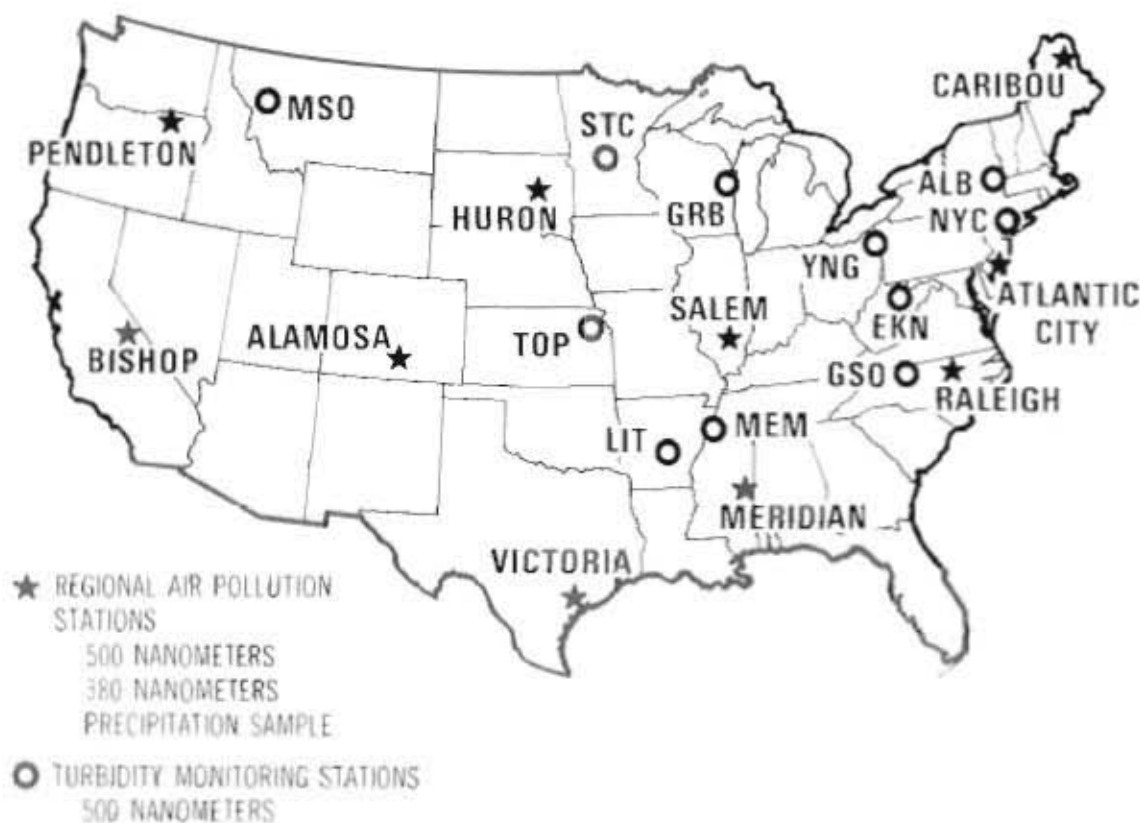 CARIBOU
MSO
STC
PENDLETON
ALB
HURON
GRB
NYC
YNG
SALEM
ATLANTIC
CITY
ALAMOSA
TOP
EKN
BISHOP
GSO
RALEIGH
LIT
MEM
MERIDIAN
VICTORIA
REGIONAL AIR POLLUTION
STATIONS
500 NANOMETERS
380 NANOMETERS
PRECIPITATION SAMPLE
TURBIDITY MONITORING STATIONS
500 NANOMETERS